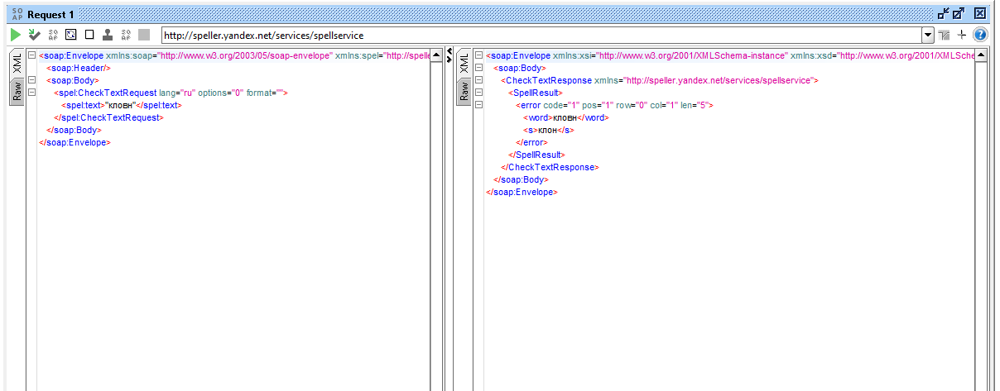 SO
AP
Request 1
http://speller.yandex.net/services/spellservice
XML
Raw
<soap:Envelope xmlns:soap="http://www.w3.org/2003/05/soap-envelope" xmlns:spel="http://spelle
<soap:Header/>
<soap:Body>
<spel:CheckTextRequest lang="ru" options="0" format="">
<spel:text>"кловн"</spel:text>
</spel:CheckTextRequest>
</soap:Body>
</soap:Envelope>
XML
Raw
<soap:Envelope xmlns:xsi="http://www.w3.org/2001/XMLSchema-instance" xmlns:xsd="http://www.w3.org/2001/XMLSche
<soap:Body>
<CheckTextResponse xmlns="http://speller.yandex.net/services/spellservice">
<SpellResult>
<error code="1" pos="1" row="0" col="1" len="5">
<word>кловн</word>
<s>клон</s>
</error>
</SpellResult>
</CheckTextResponse>
</soap:Body>
</soap:Envelope>